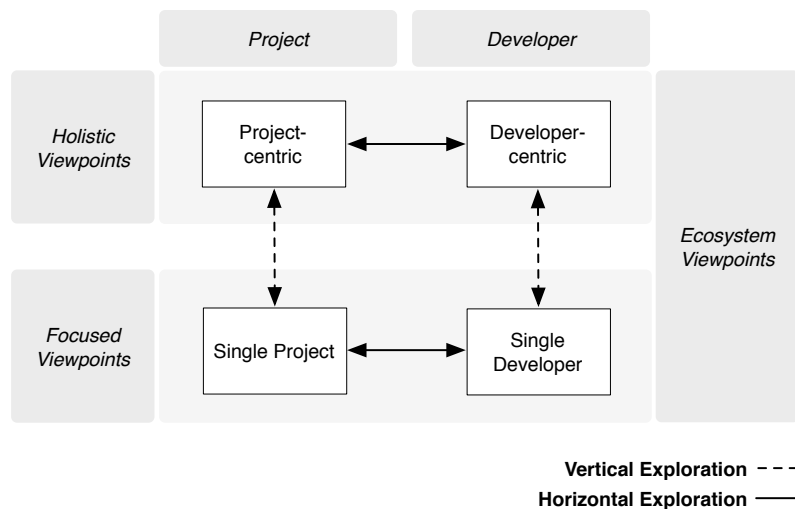 Project
Developer
Holistic
Viewpoints
Project-
centric
Developer-
centric
Ecosystem
Viewpoints
Focused
Viewpoints
Single Project
Single
Developer
Vertical Exploration
Horizontal Exploration